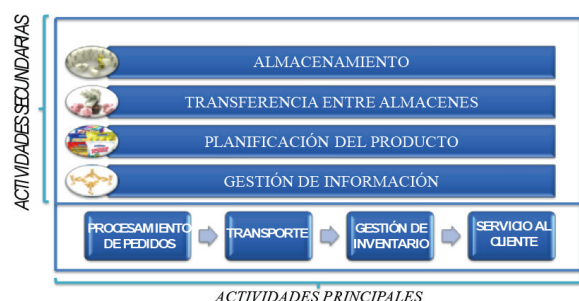 ACTIVIDADES SECUNDARIAS
ALMACENAMIENTO
TRANSFERENCIA ENTRE ALMACENES
PLANIFICACIÓN DEL PRODUCTO
GESTIÓN DE INFORMACIÓN
PROCESAMIENTO
DE PEDIDOS
TRANSPORTE
GESTIÓN DE
INVENTARIO
SERVICIO AL
CLIENTE
ACTIVIDADES PRINCIPALES